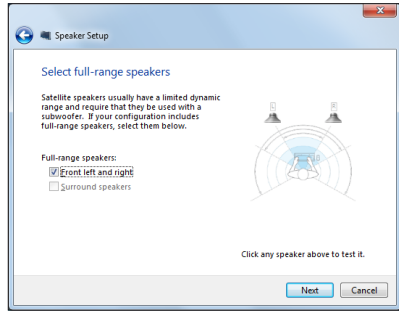 Speaker Setup
Select full-range speakers
Satellite speakers usually have a limited dynamic
range and require that they be used with a
subwoofer. If your configuration includes
full-range speakers, select them below.
L
R
Full-range speakers:
Front left and right
Surround speakers
Click any speaker above to test it.
Next
Cancel